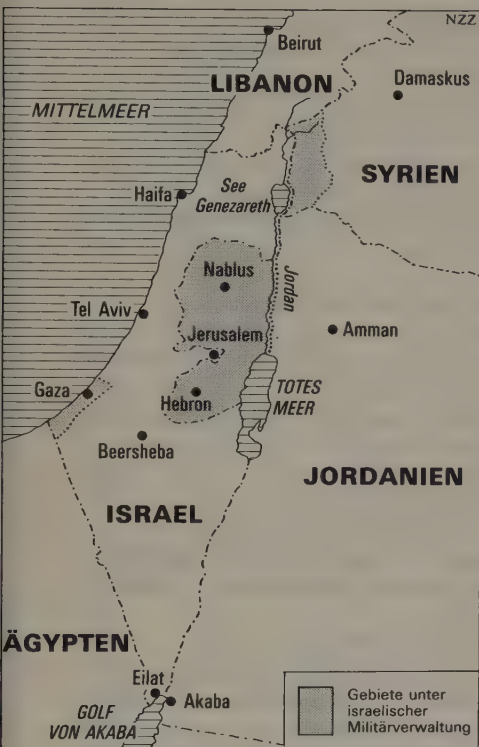 NZZ
Beirut
LIBANON
Damaskus
MITTELMEER
SYRIEN
See
Genezareth
Haifa
Nablus
Jordan
Tel Aviv
Jerusalem
Amman
Gaza
Hebron
TOTES
MEER
Beersheba
JORDANIEN
ISRAEL
ÄGYPTEN
Eilat
Akaba
GOLF
VON AKABA
Gebiete unter
israelischer
Militärverwaltung